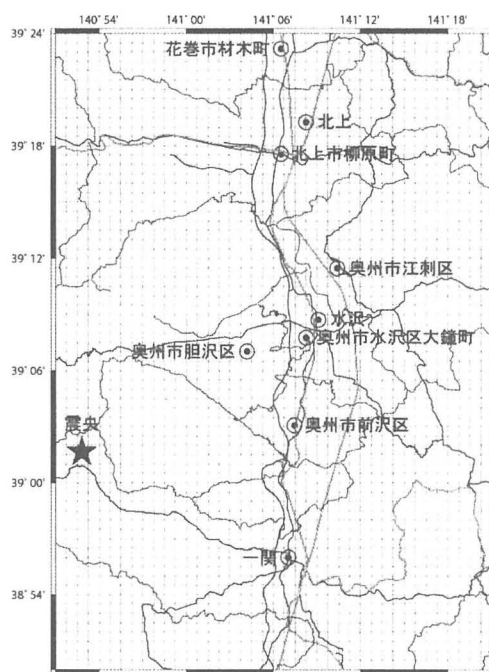 140°54' 141°00' 141°06' 141°12' 141°18'
39°24'
花巻市材木町
北上
39°18'
北上市柳原町
39°12'
奥州市江刺区
水沢
奥州市水沢区大鐘町
奥州市胆沢区
39°06'
震央
奥州市前沢区
39°00'
一関
38°54'